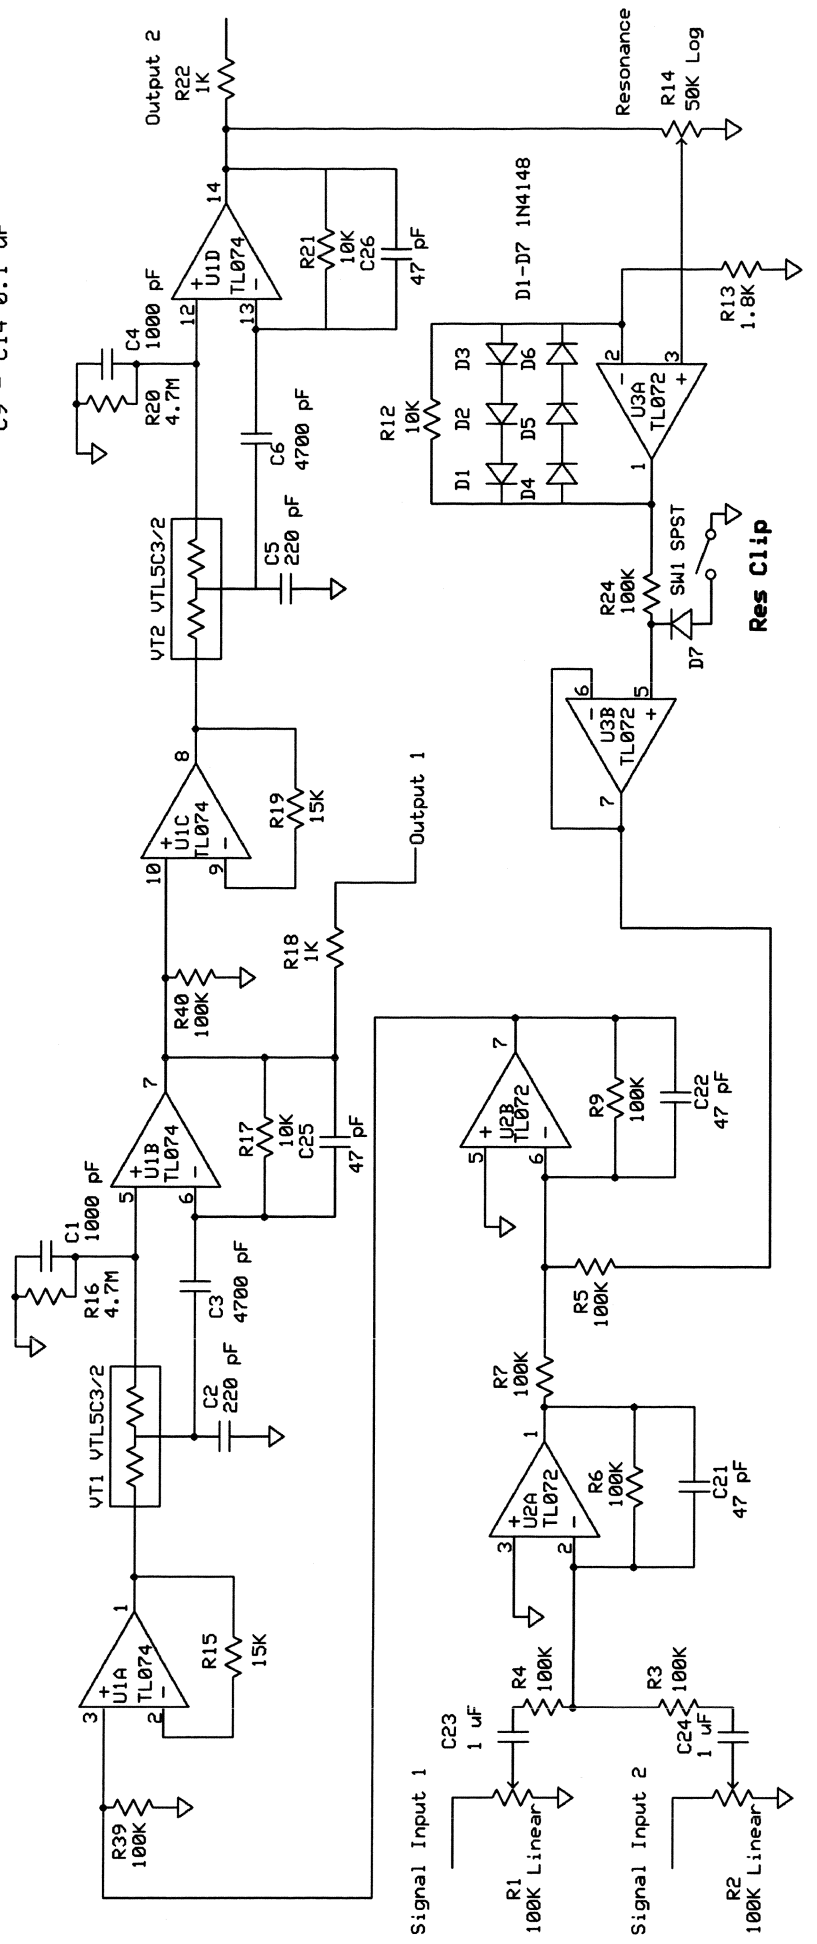 C9 - C14 0.1 uF
R39
100K
3
2
1
+
-
U1A
TL074
R15
15K
VT1 VTL5C3/2
R16
4.7M
C1
1000 pF
C2
220 pF
C3
4700 pF
5
6
7
+
-
U1B
TL074
R17
10K
C25
47 pF
R40
100K
R18
1K
Output 1
10
9
8
+
-
U1C
TL074
R19
15K
VT2 VTL5C3/2
C5
220 pF
R20
4.7M
C4
1000 pF
C6
4700 pF
12
13
14
+
-
U1D
TL074
R21
10K
C26
47 pF
Output 2
R22
1K
Signal Input 1
R1
100K Linear
C23
1 uF
R4
100K
Signal Input 2
R2
100K Linear
C24
1 uF
R3
100K
3
2
1
+
-
U2A
TL072
R6
100K
C21
47 pF
R7
100K
R5
100K
5
6
7
+
-
U2B
TL072
R9
100K
C22
47 pF
7
6
5
-
+
U3B
TL072
R24
100K
D7
SW1 SPST
Res Clip
R12
10K
D1
D2
D3
D4
D5
D6
D1-D7 1N4148
1
2
3
-
+
U3A
TL072
R13
1.8K
Resonance
R14
50K Log